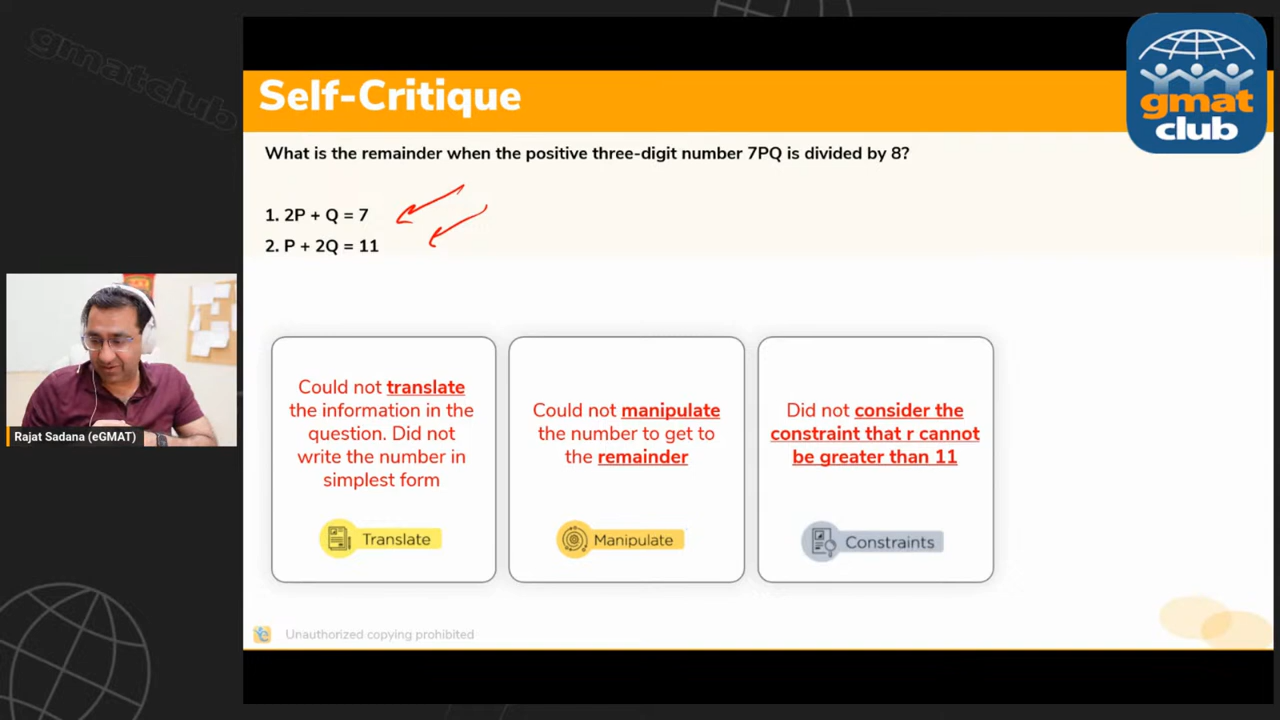 gmatclub
Self-Critique
gmat
club
What is the remainder when the positive three-digit number 7PQ is divided by 8?
1. 2P + Q = 7
2. P + 2Q = 11
Could not translate
the information in the
question. Did not
write the number in
simplest form
Translate
Could not manipulate
the number to get to
the remainder
Manipulate
Did not consider the
constraint that r cannot
be greater than 11
Constraints
Rajat Sadana (eGMAT)
Unauthorized copying prohibited